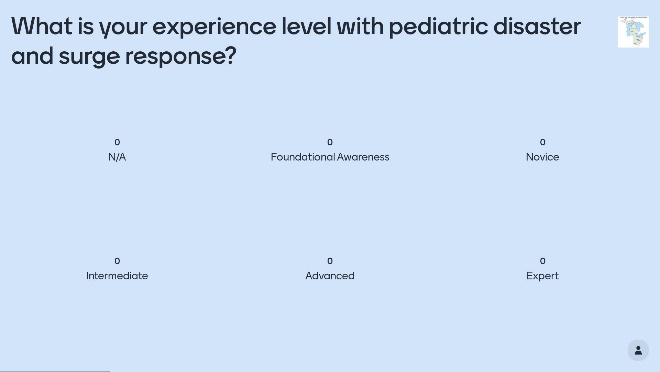 What is your experience level with pediatric disaster
and surge response?
0
N/A
0
Foundational Awareness
0
Novice
0
Intermediate
0
Advanced
0
Expert